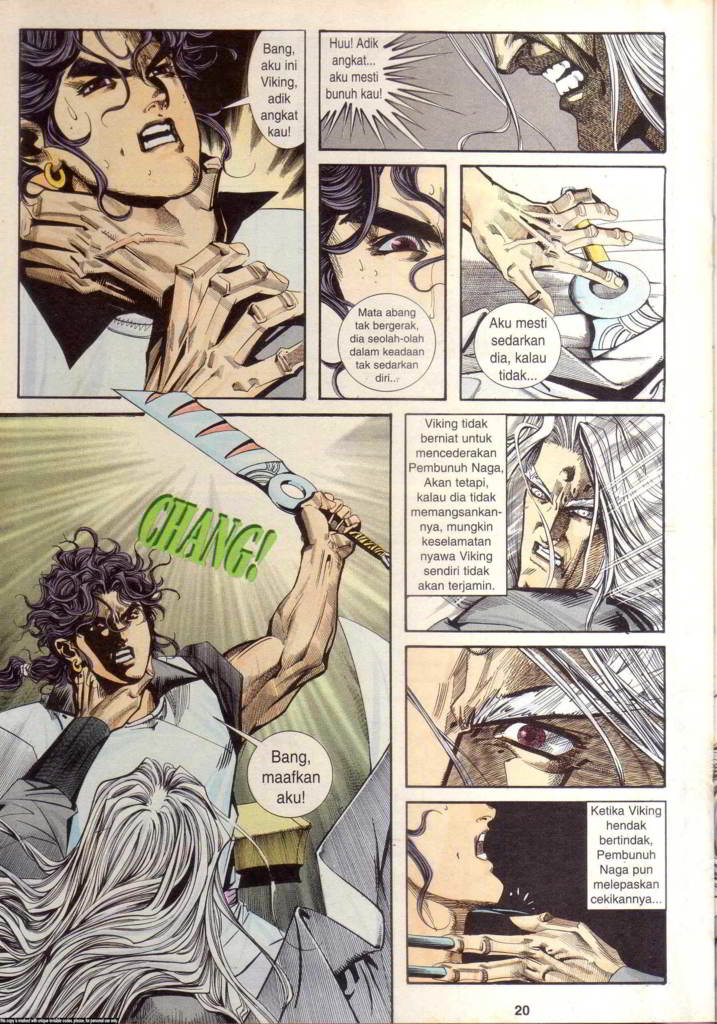 Bang,
aku ini
Viking,
adik
angkat
kau!
Huu! Adik
angkat...
aku mesti
bunuh kau!
Mata abang
tak bergerak,
dia seolah-olah
dalam keadaan
tak sedarkan
diri...
Aku mesti
sedarkan
dia, kalau
tidak...
CHANG!
Bang,
maafkan
aku!
Viking tidak
berniat untuk
mencederakan
Pembunuh Naga,
Akan tetapi,
kalau dia tidak
memangsankan-
nya, mungkin
keselamatan
nyawa Viking
sendiri tidak
akan terjamin.
Ketika Viking
hendak
bertindak,
Pembunuh
Naga pun
melepaskan
cekikannya...
20